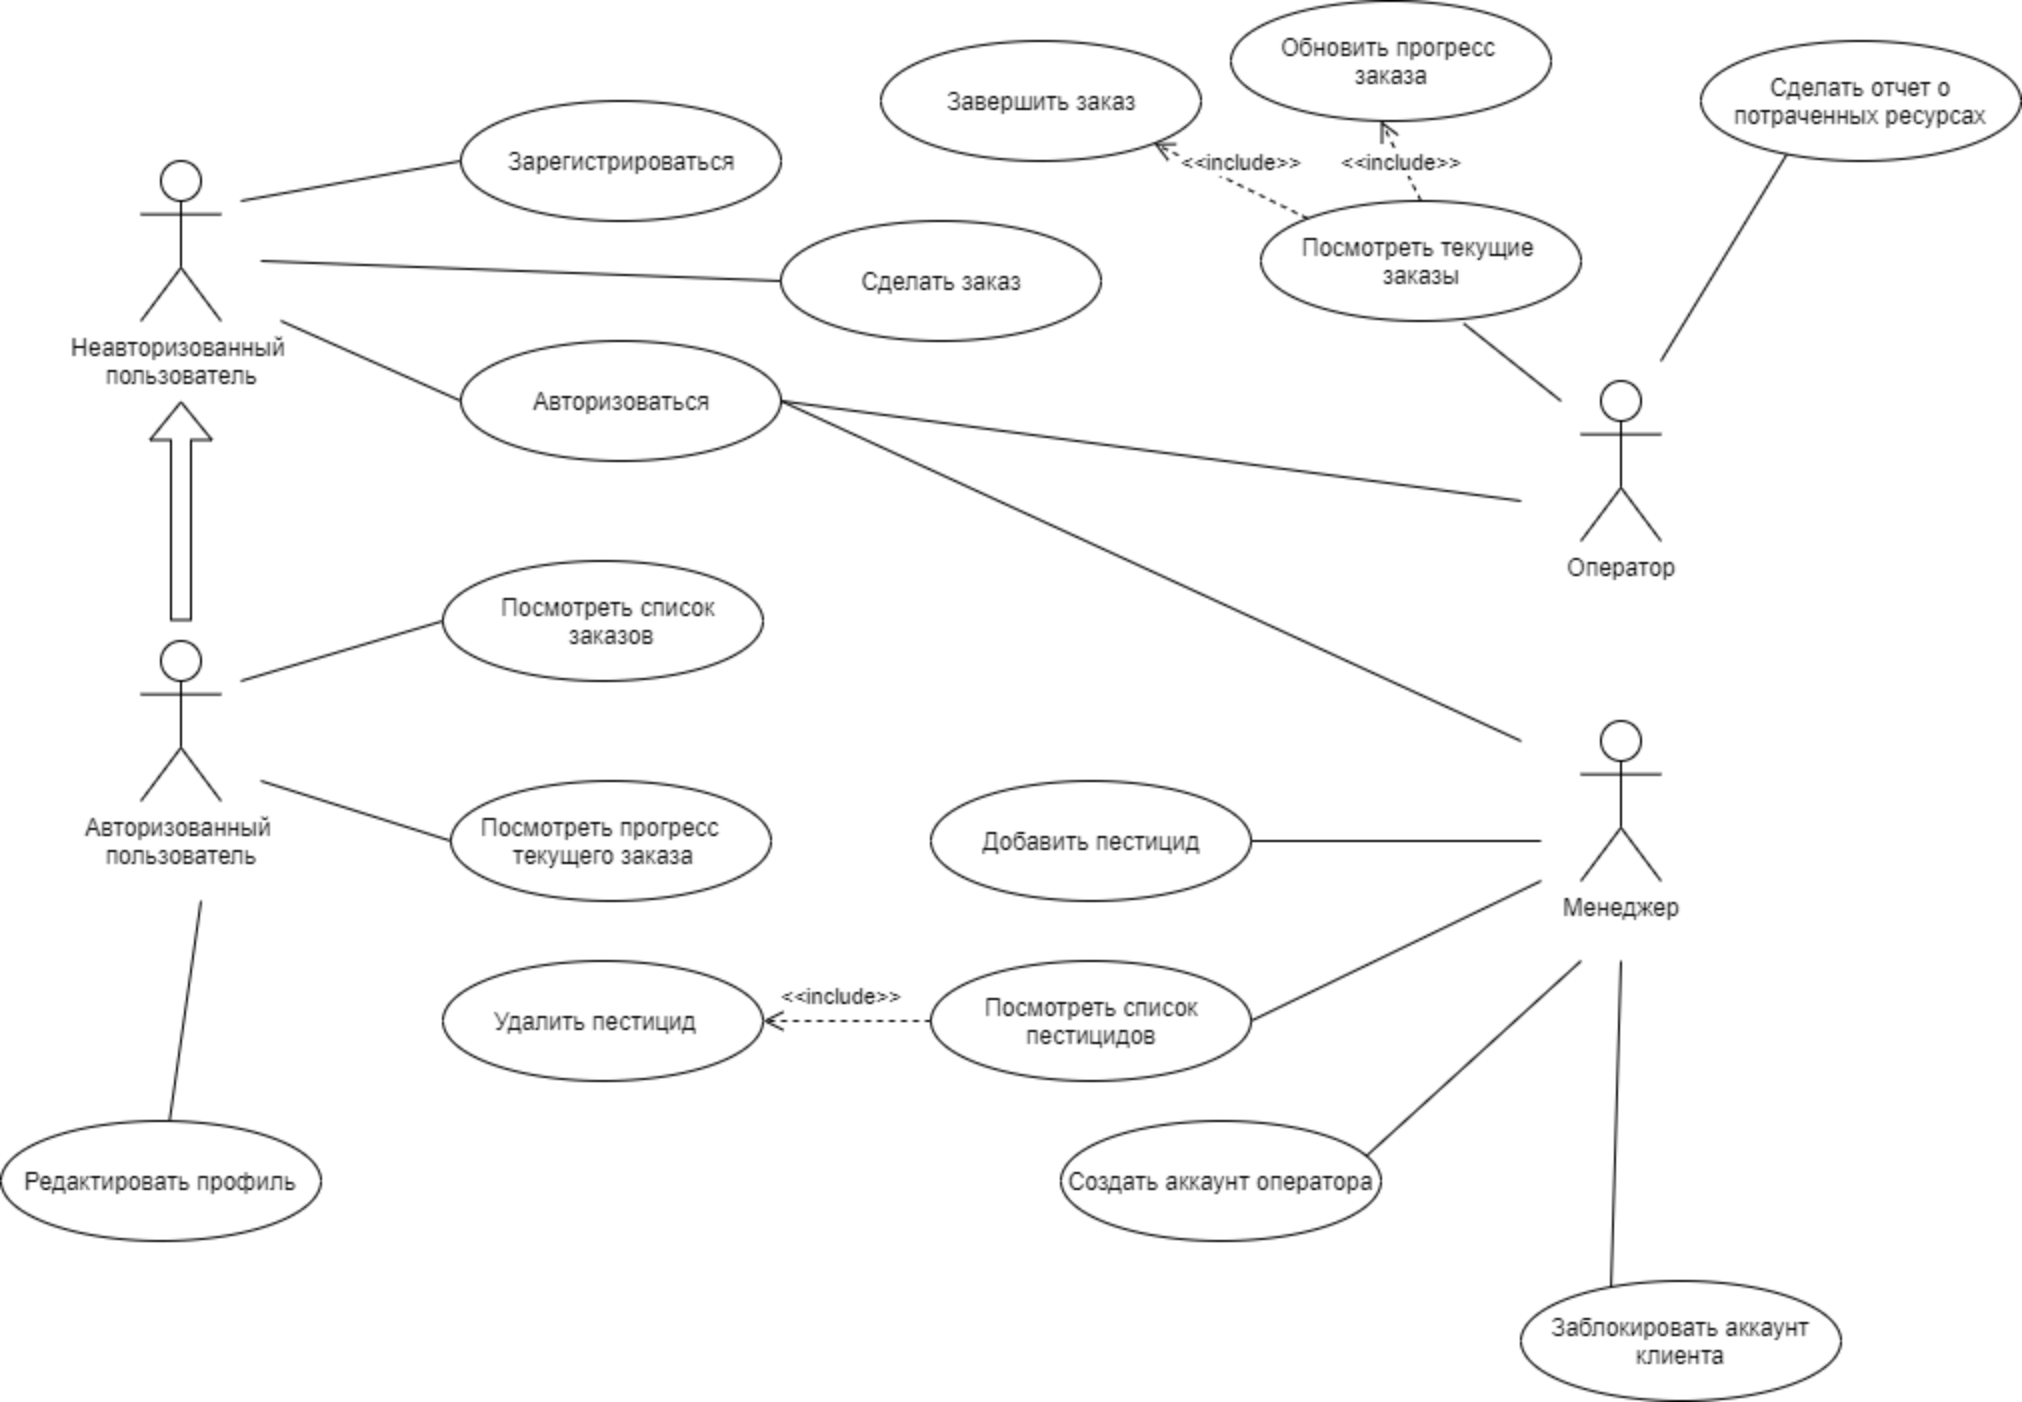 Обновить прогресс
заказа
Завершить заказ
Сделать отчет о
потраченных ресурсах
Зарегистрироваться
<<include>>
<<include>>
Посмотреть текущие
заказы
Сделать заказ
Неавторизованный
пользователь
Авторизоваться
Оператор
Посмотреть список
заказов
Авторизованный
пользователь
Посмотреть прогресс
текущего заказа
Добавить пестицид
Менеджер
<<include>>
Удалить пестицид
Посмотреть список
пестицидов
Редактировать профиль
Создать аккаунт оператора
Заблокировать аккаунт
клиента